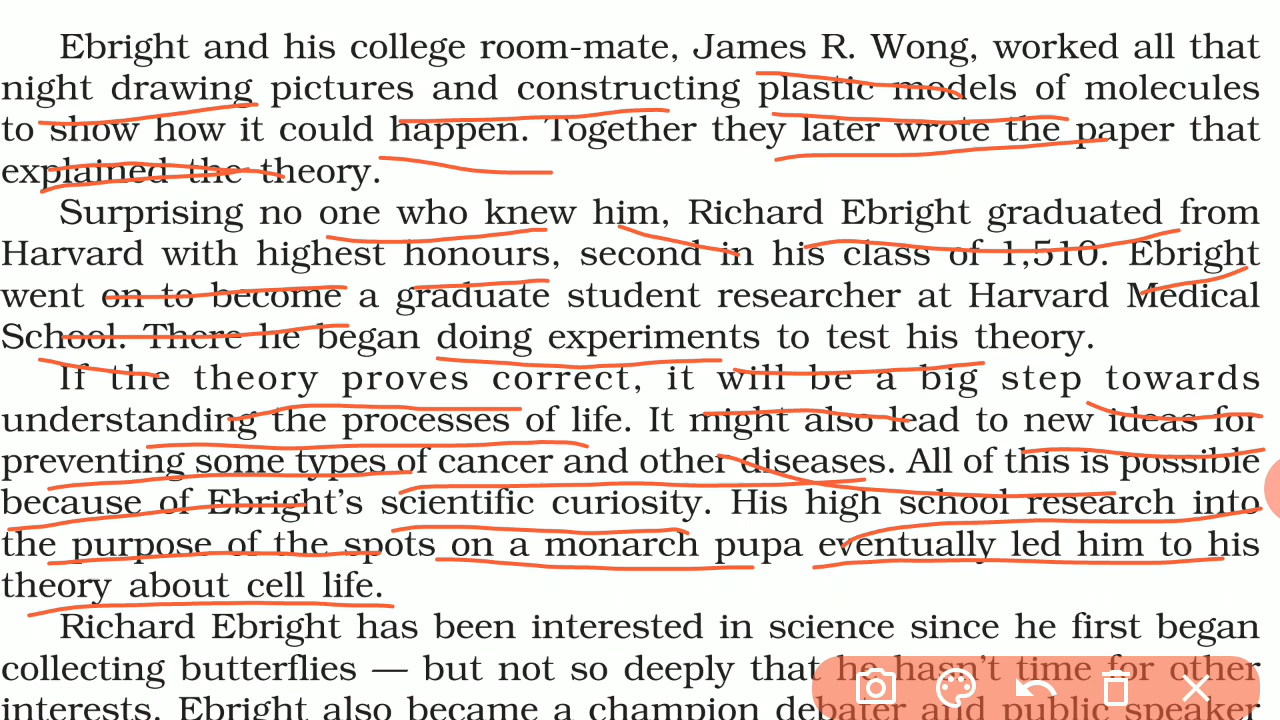 Ebright and his college room-mate, James R. Wong, worked all that
night drawing pictures and constructing plastic models of molecules
to show how it could happen. Together they later wrote the paper that
explained the theory.
Surprising no one who knew him, Richard Ebright graduated from
Harvard with highest honours, second in his class of 1,510. Ebright
went on to become a graduate student researcher at Harvard Medical
School. There he began doing experiments to test his theory.
If the theory proves correct, it will be a big step towards
understanding the processes of life. It might also lead to new ideas for
preventing some types of cancer and other diseases. All of this is possible
because of Ebright’s scientific curiosity. His high school research into
the purpose of the spots on a monarch pupa eventually led him to his
theory about cell life.
Richard Ebright has been interested in science since he first began
collecting butterflies — but not so deeply that he hasn’t time for other
interests. Ebright also became a champion debater and public speaker